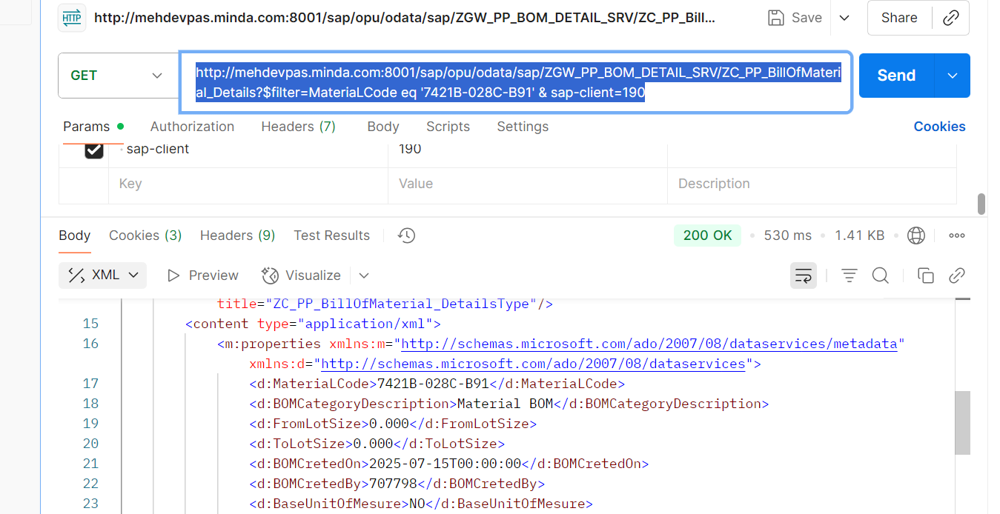 HTTP http://mehdevpas.minda.com:8001/sap/opu/odata/sap/ZGW_PP_BOM_DETAIL_SRV/ZC_PP_Bill... Save Share
GET http://mehdevpas.minda.com:8001/sap/opu/odata/sap/ZGW_PP_BOM_DETAIL_SRV/ZC_PP_BillOfMateri
al_Details?$filter=MateriaLCode eq '7421B-028C-B91' & sap-client=190
Send
Params Authorization Headers (7) Body Scripts Settings Cookies
sap-client 190
Key Value Description
Body Cookies (3) Headers (9) Test Results 200 OK 530 ms 1.41 KB
XML Preview Visualize
title="ZC_PP_BillOfMaterial_DetailsType"/>
15 <content type="application/xml">
16 <m:properties xmlns:m="http://schemas.microsoft.com/ado/2007/08/dataservices/metadata"
xmlns:d="http://schemas.microsoft.com/ado/2007/08/dataservices">
17 <d:MateriaLCode>7421B-028C-B91</d:MateriaLCode>
18 <d:BOMCategoryDescription>Material BOM</d:BOMCategoryDescription>
19 <d:FromLotSize>0.000</d:FromLotSize>
20 <d:ToLotSize>0.000</d:ToLotSize>
21 <d:BOMCretedOn>2025-07-15T00:00:00</d:BOMCretedOn>
22 <d:BOMCretedBy>707798</d:BOMCretedBy>
23 <d:BaseUnitOfMesure>NO</d:BaseUnitOfMesure>